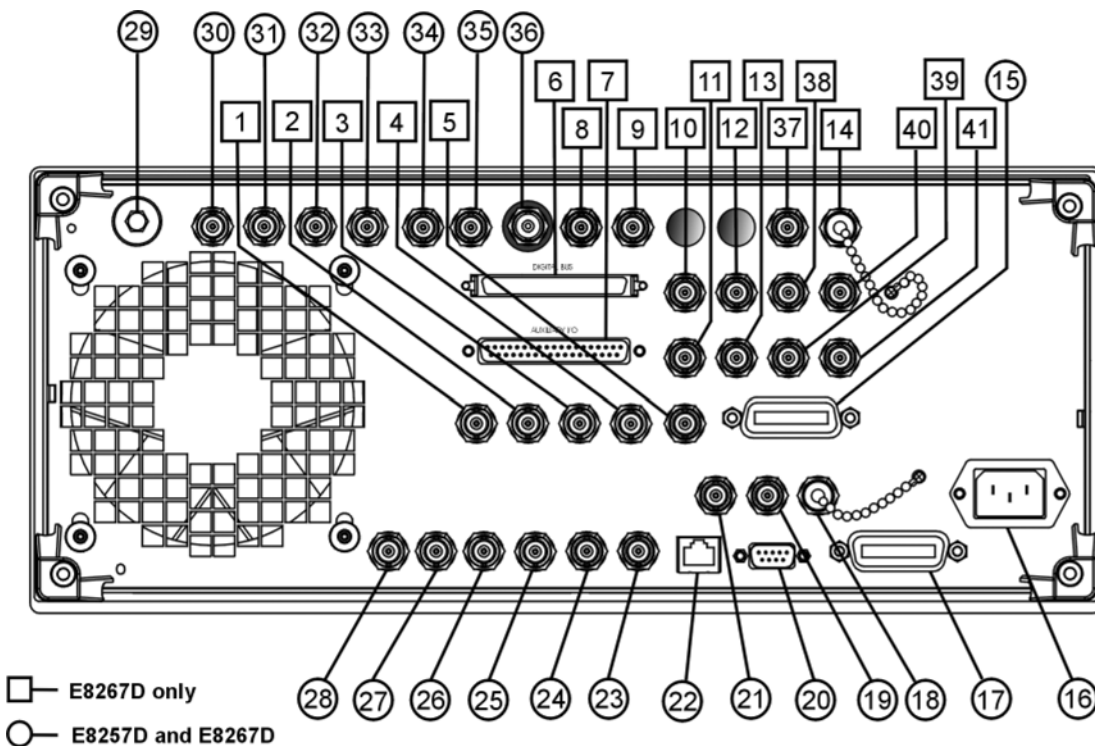 29 30 31 32 33 34 35 36 6 7 11 13 38 39 15
1 2 3 4 5 8 9 10 12 37 14 40 41
DIGITAL BUS
AUXILIARY I/O
28 27 26 25 24 23 22 21 20 19 18 17 16
E8267D only
E8257D and E8267D